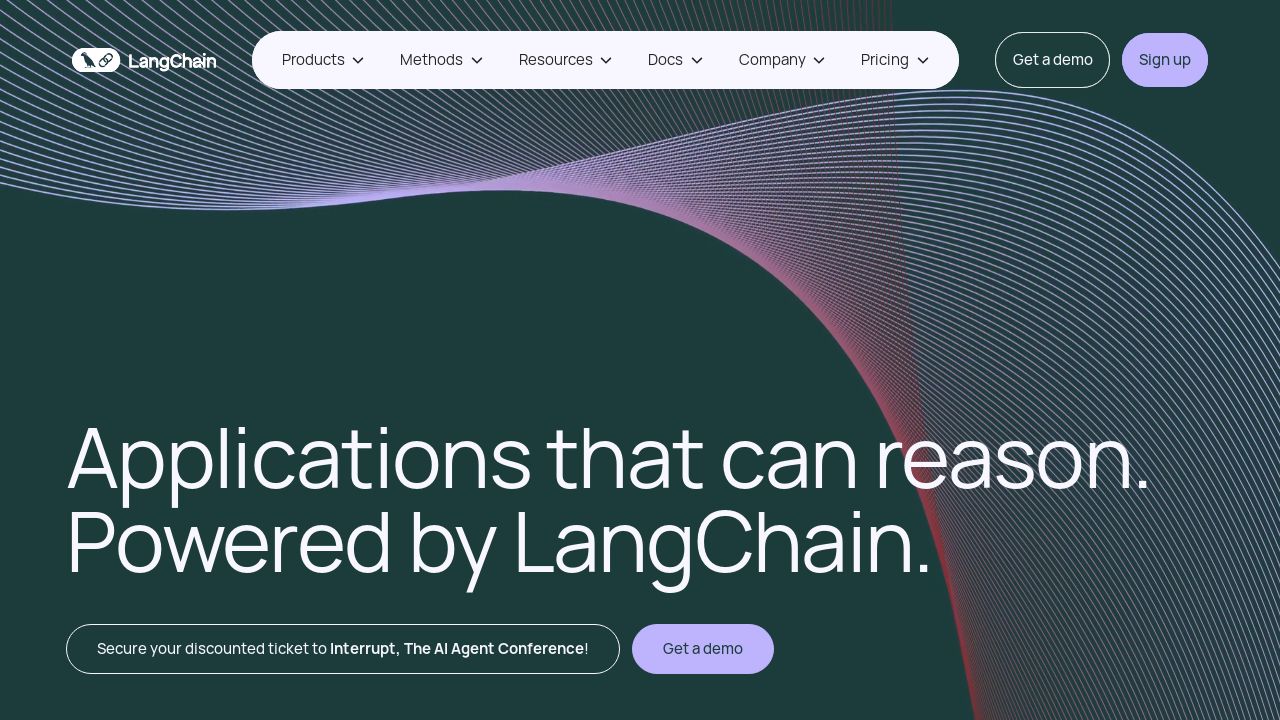 LangChain
Products
Methods
Resources
Docs
Company
Pricing
Get a demo
Sign up
Applications that can reason.
Powered by LangChain.
Secure your discounted ticket to Interrupt, The AI Agent Conference!
Get a demo